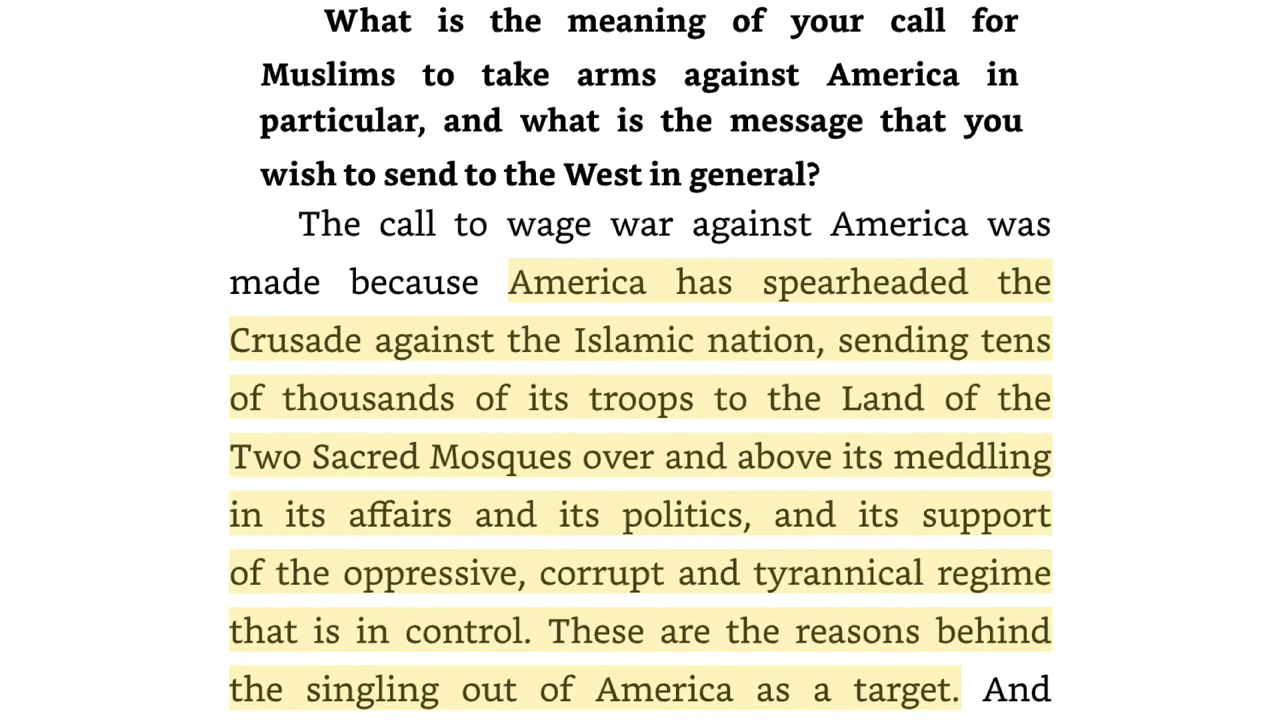 What is the meaning of your call for
Muslims to take arms against America in
particular, and what is the message that you
wish to send to the West in general?
The call to wage war against America was
made because America has spearheaded the
Crusade against the Islamic nation, sending tens
of thousands of its troops to the Land of the
Two Sacred Mosques over and above its meddling
in its affairs and its politics, and its support
of the oppressive, corrupt and tyrannical regime
that is in control. These are the reasons behind
the singling out of America as a target. And